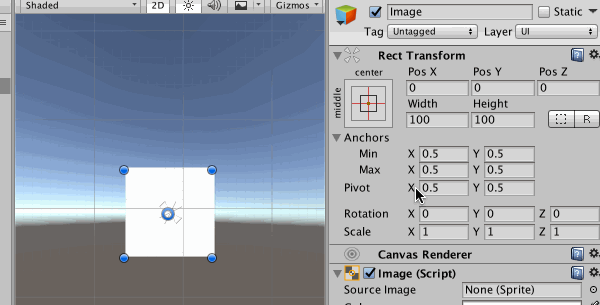 Shaded 2D Gizmos
Image Static
Tag Untagged Layer UI
Rect Transform
center Pos X Pos Y Pos Z
middle 0 0 0
Width Height
100 100 R
Anchors
Min X 0.5 Y 0.5
Max X 0.5 Y 0.5
Pivot X 0.5 Y 0.5
Rotation X 0 Y 0 Z 0
Scale X 1 Y 1 Z 1
Canvas Renderer
Image (Script)
Source Image None (Sprite)